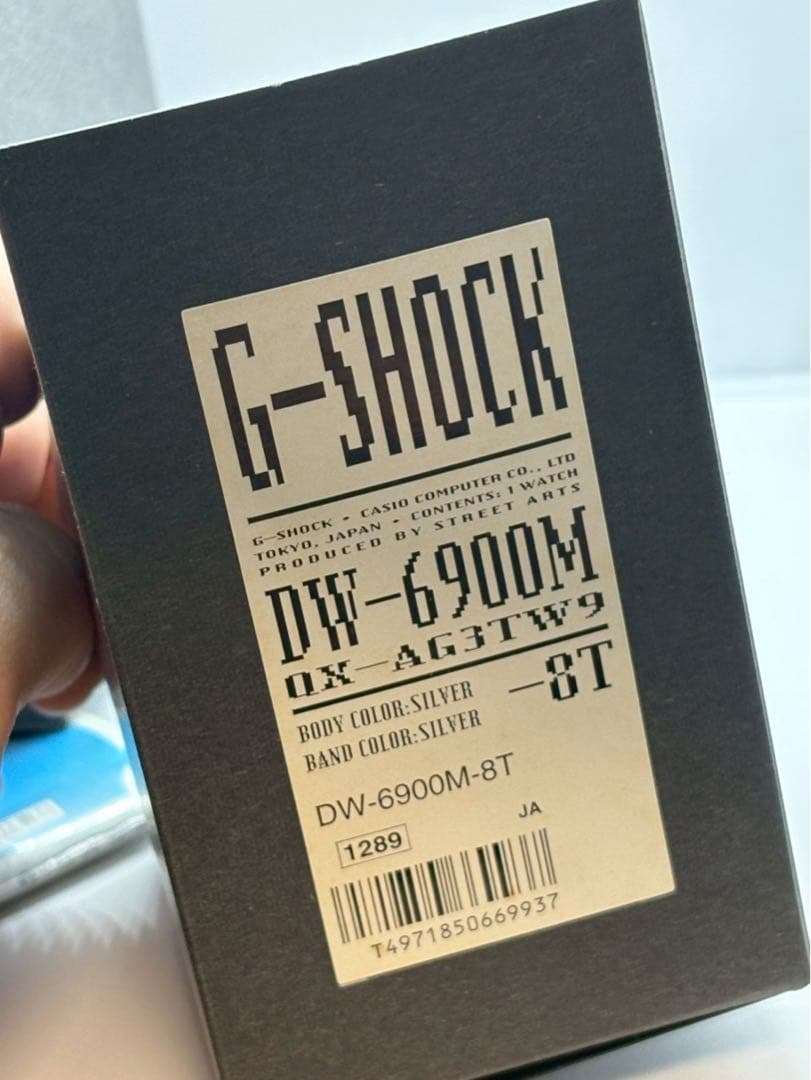 G-SHOCK
G-SHOCK - CASIO COMPUTER CO., LTD
TOKYO, JAPAN - CONTENTS: 1 WATCH
PRODUCED BY STREET ARTS
DW-6900M
QX-AG3TW9
-8T
BODY COLOR:SILVER
BAND COLOR:SILVER
DW-6900M-8T
JA
1289
T4971850669937